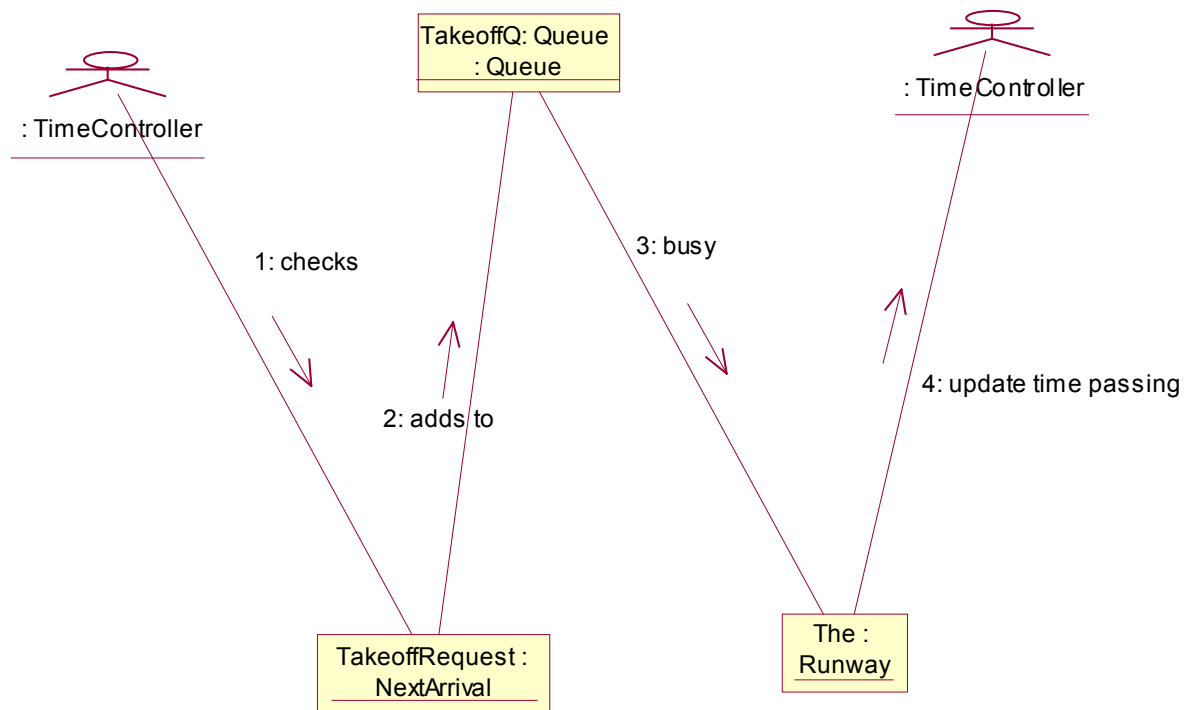 TakeoffQ: Queue
: Queue
: TimeController
: TimeController
1: checks
3: busy
2: adds to
4: update time passing
TakeoffRequest :
NextArrival
The :
Runway